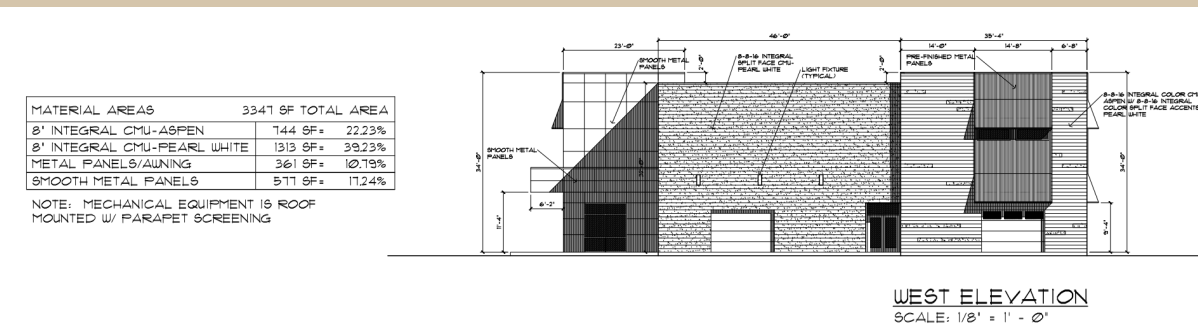 MATERIAL AREAS 3347 SF TOTAL AREA
8" INTEGRAL CMU-ASPEN 744 SF= 22.23%
8" INTEGRAL CMU-PEARL WHITE 1313 SF= 39.23%
METAL PANELS/AWNING 361 SF= 10.79%
SMOOTH METAL PANELS 577 SF= 17.24%
NOTE: MECHANICAL EQUIPMENT IS ROOF
MOUNTED W/ PARAPET SCREENING
46'-0"
35'-4"
23'-0"
14'-0"
14'-8"
6'-8"
2'-0"
2'-0"
SMOOTH METAL
PANELS
8-8-16 INTEGRAL
SPLIT FACE CMU-
PEARL WHITE
LIGHT FIXTURE
(TYPICAL)
PRE-FINISHED METAL
PANELS
8-8-16 INTEGRAL COLOR CMU
ASPEN W/ 8-8-16 INTEGRAL
COLOR SPLIT FACE ACCENTS
PEARL WHITE
SMOOTH METAL
PANELS
34'-0"
34'-0"
6'-2"
11'-4"
9'-4"
WEST ELEVATION
SCALE: 1/8" = 1' - 0"